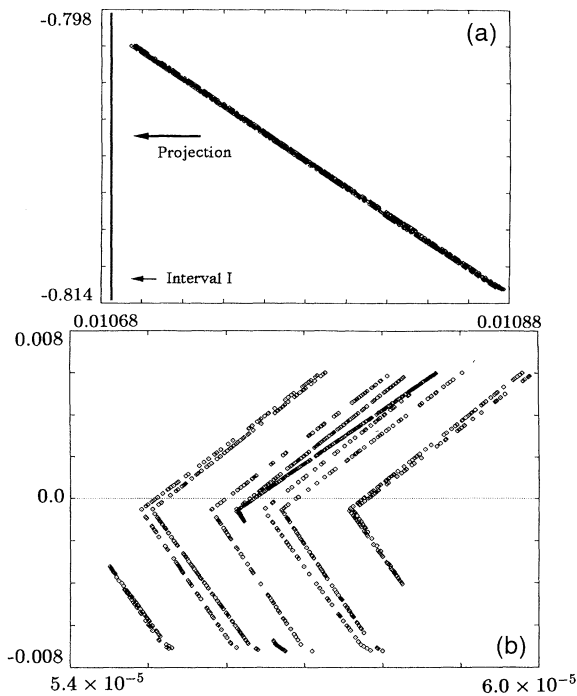 -0.798
(a)
Projection
Interval I
-0.814
0.01068
0.01088
0.008
0.0
-0.008
(b)
5.4 × 10⁻⁵
6.0 × 10⁻⁵